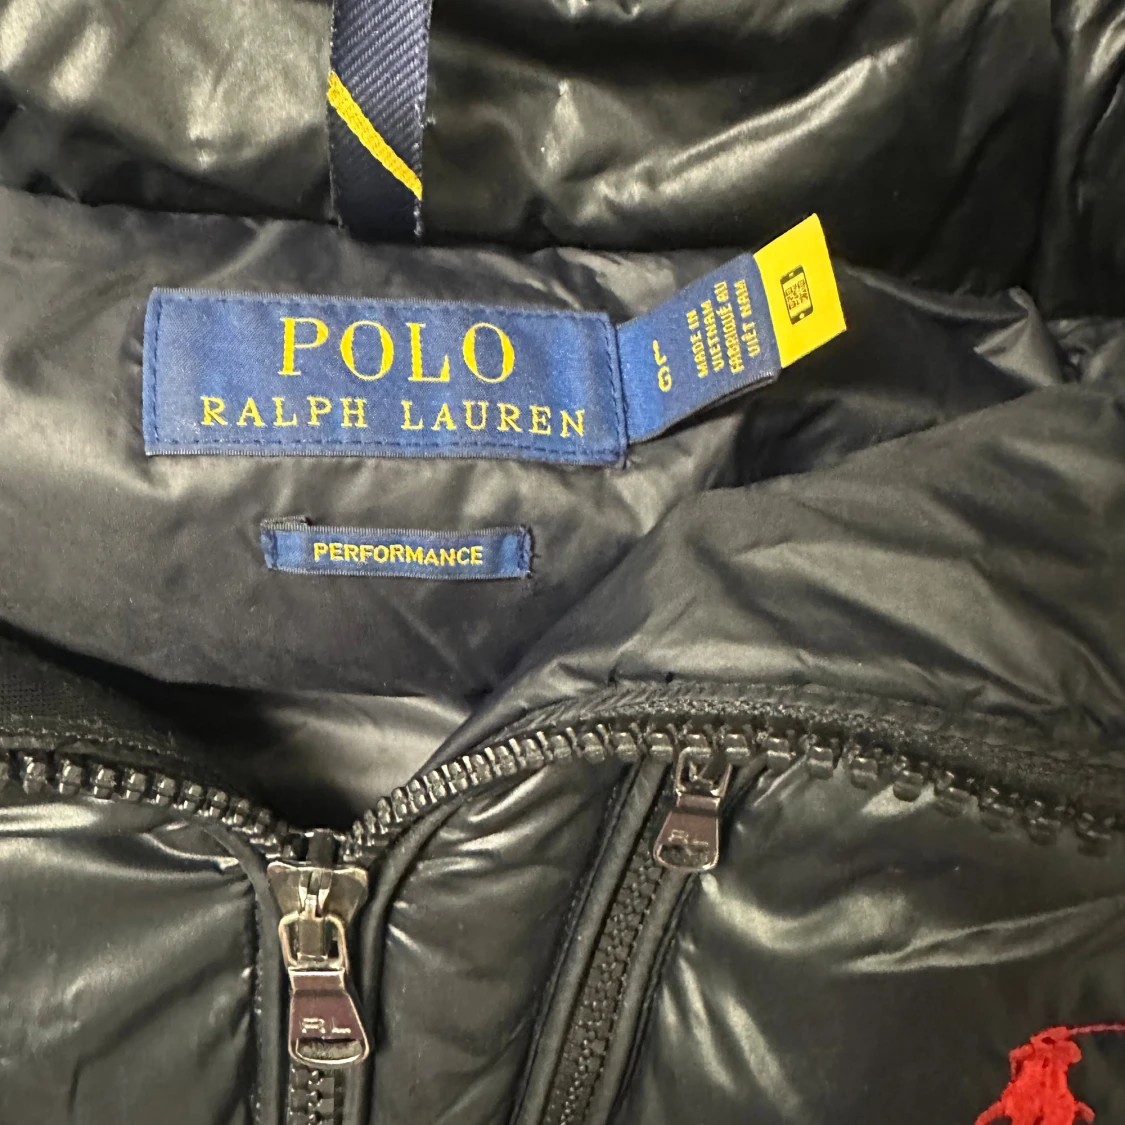 POLO
RALPH LAUREN
MADE IN
VIETNAM
FABRIQUÉ AU
VIÊT NAM
PERFORMANCE
RL
RL